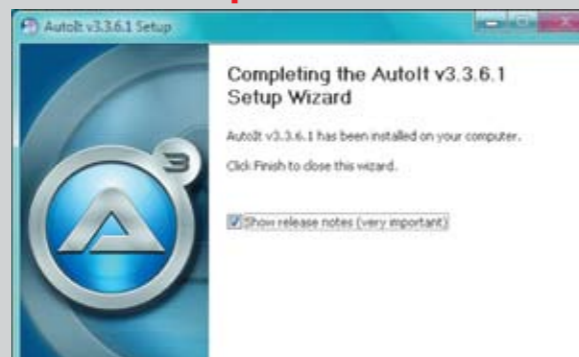 AutoIt v3.3.6.1 Setup
Completing the AutoIt v3.3.6.1
Setup Wizard
AutoIt v3.3.6.1 has been installed on your computer.
Click Finish to close this wizard.
Show release notes (very important)
3